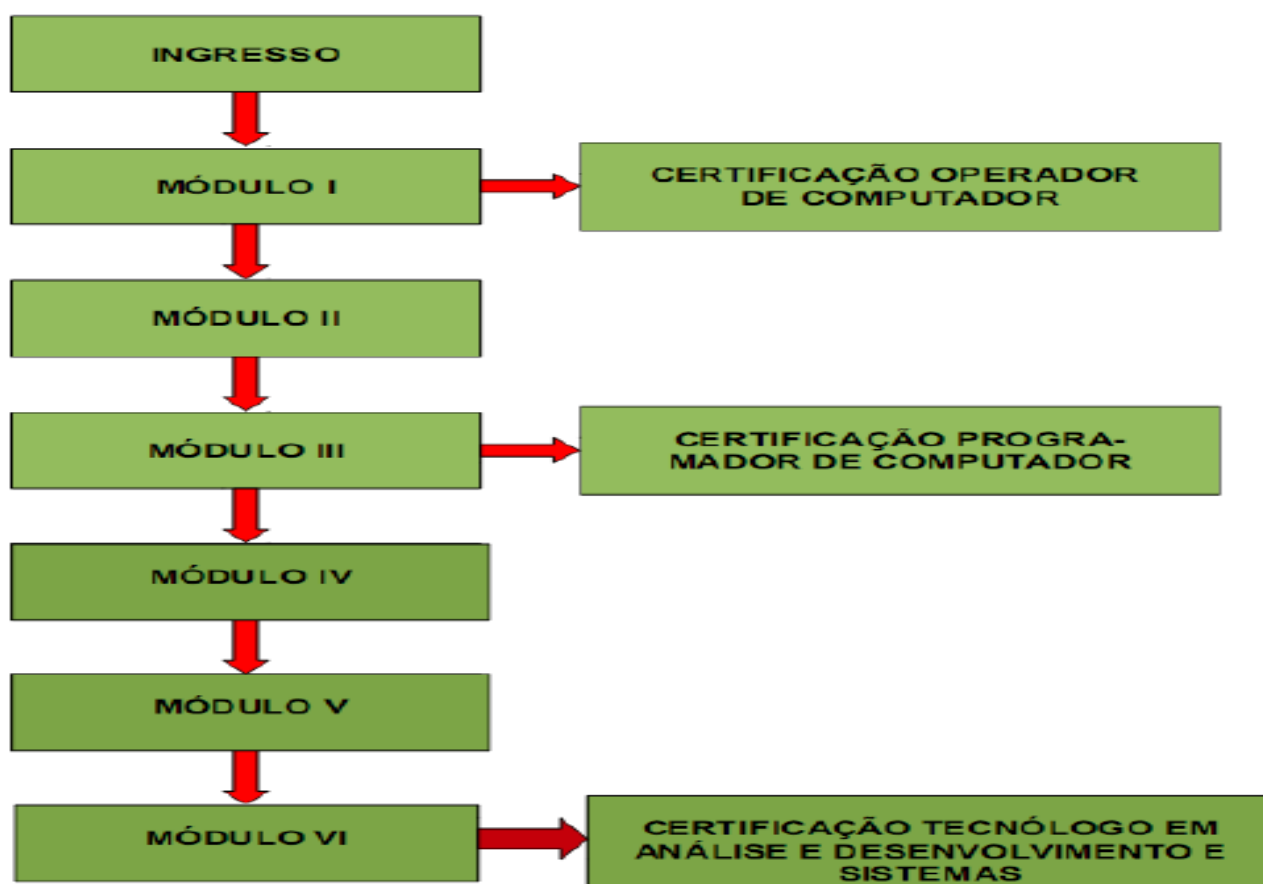 INGRESSO
MÓDULO I
CERTIFICAÇÃO OPERADOR
DE COMPUTADOR
MÓDULO II
MÓDULO III
CERTIFICAÇÃO PROGRA-
MADOR DE COMPUTADOR
MÓDULO IV
MÓDULO V
MÓDULO VI
CERTIFICAÇÃO TECNÓLOGO EM
ANÁLISE E DESENVOLVIMENTO E
SISTEMAS